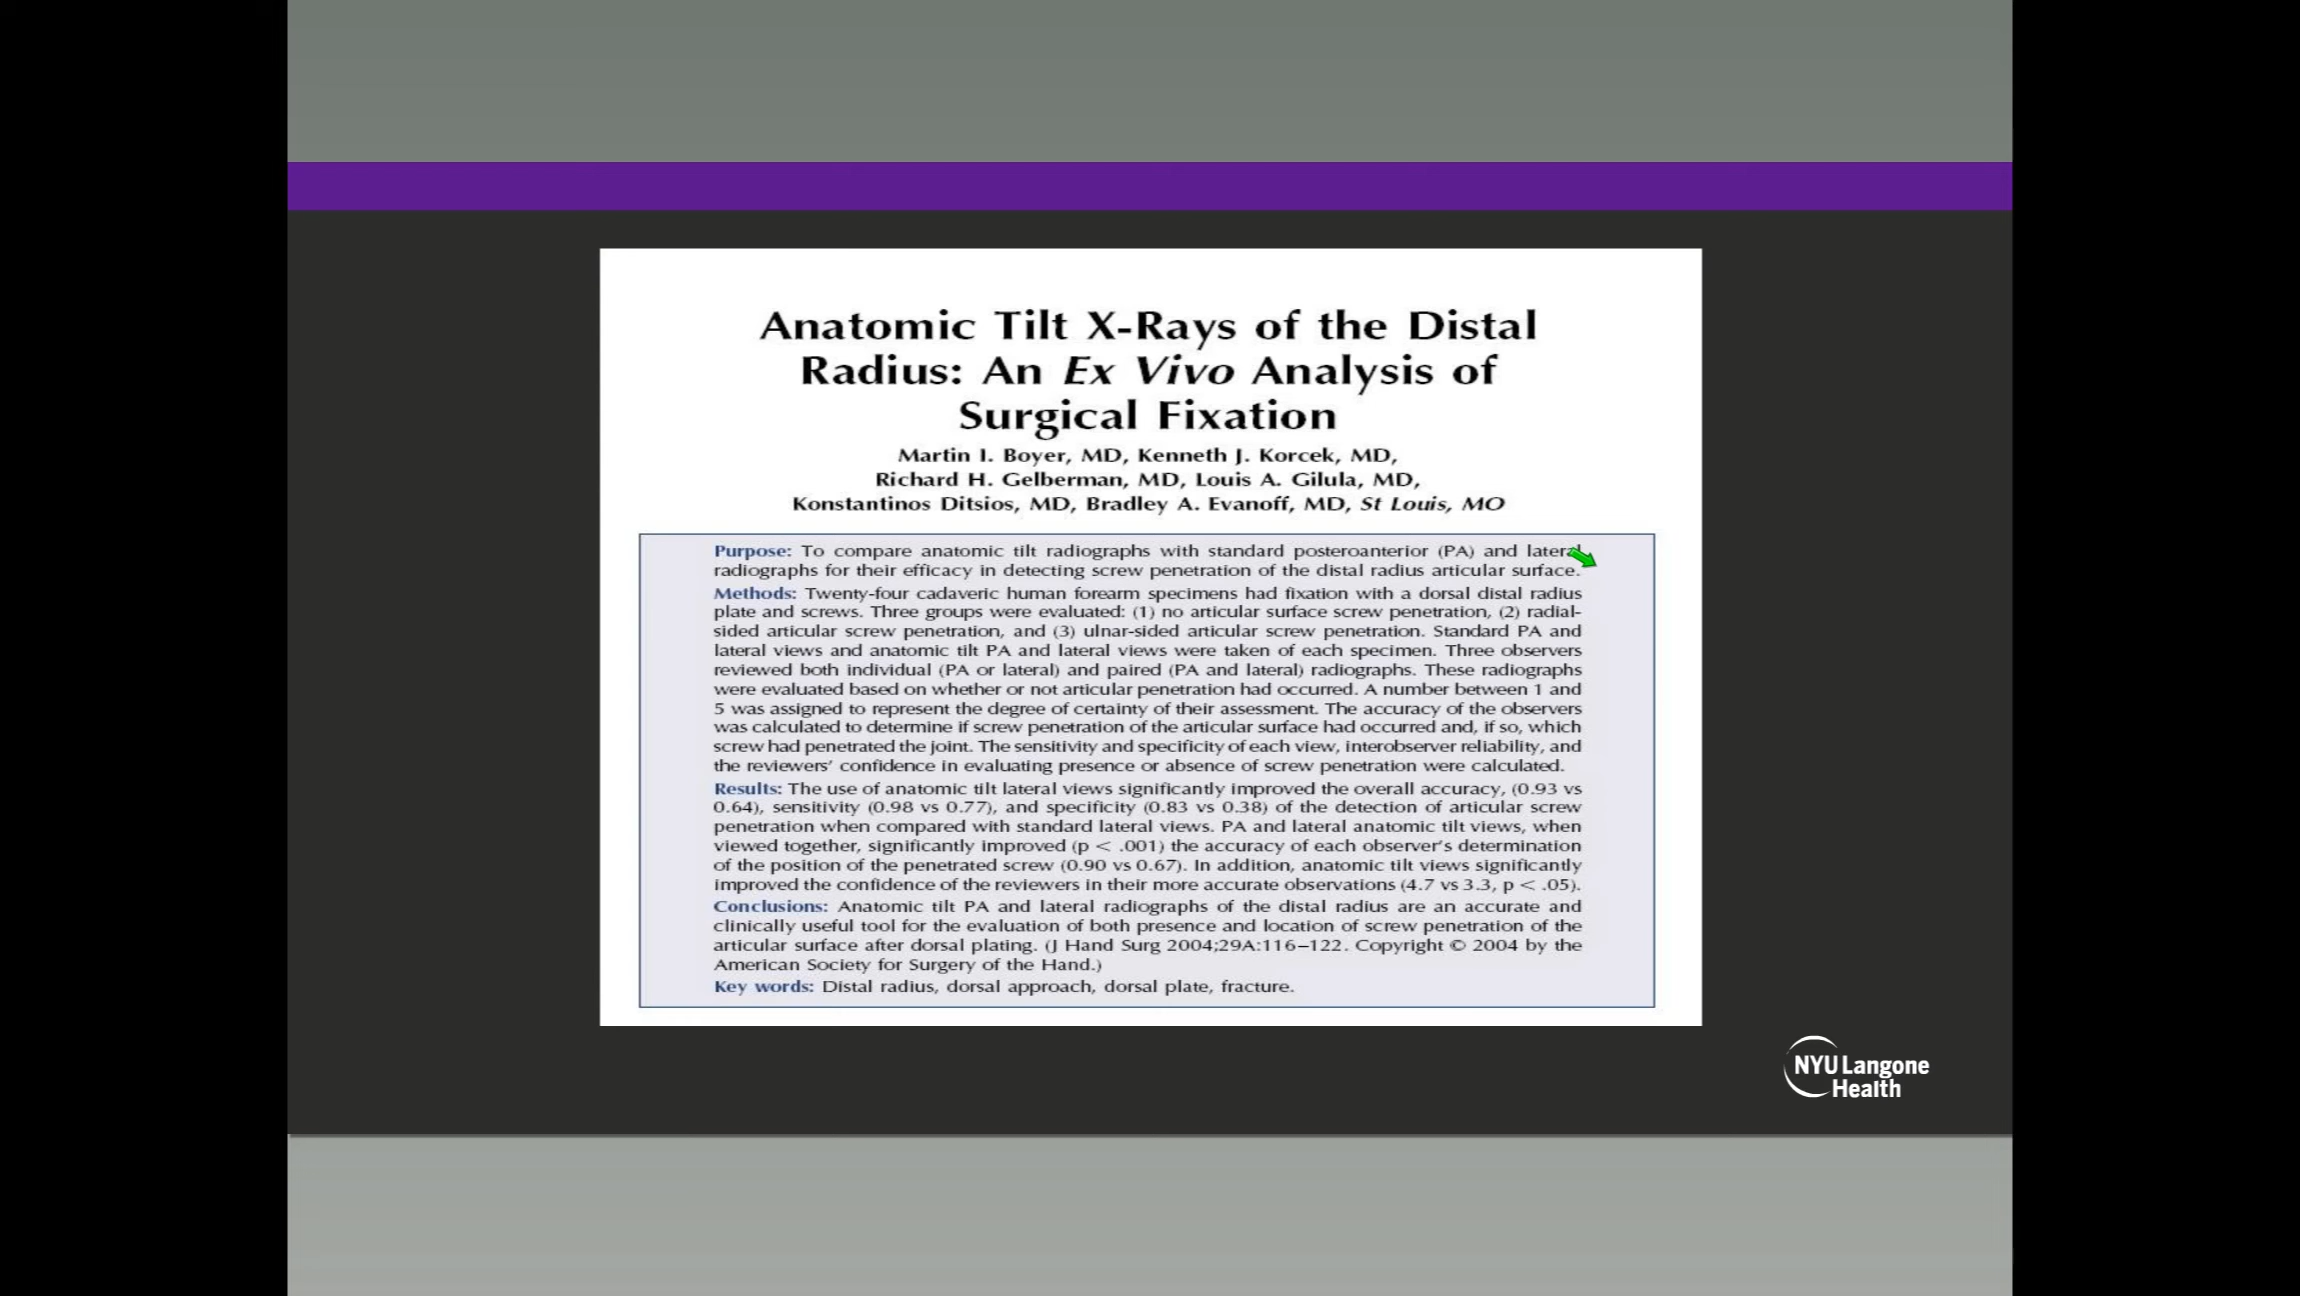 Anatomic Tilt X-Rays of the Distal
Radius: An Ex Vivo Analysis of
Surgical Fixation
Martin I. Boyer, MD, Kenneth J. Korcek, MD,
Richard H. Gelberman, MD, Louis A. Gilula, MD,
Konstantinos Ditsios, MD, Bradley A. Evanoff, MD, St Louis, MO
Purpose: To compare anatomic tilt radiographs with standard posteroanterior (PA) and lateral
radiographs for their efficacy in detecting screw penetration of the distal radius articular surface.
Methods: Twenty-four cadaveric human forearm specimens had fixation with a dorsal distal radius
plate and screws. Three groups were evaluated: (1) no articular surface screw penetration, (2) radial-
sided articular screw penetration, and (3) ulnar-sided articular screw penetration. Standard PA and
lateral views and anatomic tilt PA and lateral views were taken of each specimen. Three observers
reviewed both individual (PA or lateral) and paired (PA and lateral) radiographs. These radiographs
were evaluated based on whether or not articular penetration had occurred. A number between 1 and
5 was assigned to represent the degree of certainty of their assessment. The accuracy of the observers
was calculated to determine if screw penetration of the articular surface had occurred and, if so, which
screw had penetrated the joint. The sensitivity and specificity of each view, interobserver reliability, and
the reviewers' confidence in evaluating presence or absence of screw penetration were calculated.
Results: The use of anatomic tilt lateral views significantly improved the overall accuracy, (0.93 vs
0.64), sensitivity (0.98 vs 0.77), and specificity (0.83 vs 0.38) of the detection of articular screw
penetration when compared with standard lateral views. PA and lateral anatomic tilt views, when
viewed together, significantly improved (p < .001) the accuracy of each observer's determination
of the position of the penetrated screw (0.90 vs 0.67). In addition, anatomic tilt views significantly
improved the confidence of the reviewers in their more accurate observations (4.7 vs 3.3, p < .05).
Conclusions: Anatomic tilt PA and lateral radiographs of the distal radius are an accurate and
clinically useful tool for the evaluation of both presence and location of screw penetration of the
articular surface after dorsal plating. (J Hand Surg 2004;29A:116–122. Copyright © 2004 by the
American Society for Surgery of the Hand.)
Key words: Distal radius, dorsal approach, dorsal plate, fracture.
NYU Langone
Health